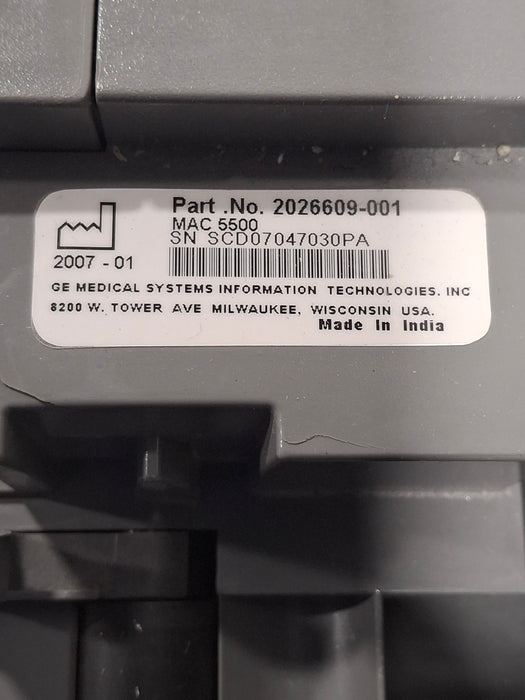 Part .No. 2026609-001
MAC 5500
SN SCD07047030PA
2007 - 01
GE MEDICAL SYSTEMS INFORMATION TECHNOLOGIES. INC
8200 W. TOWER AVE MILWAUKEE, WISCONSIN USA.
Made In India